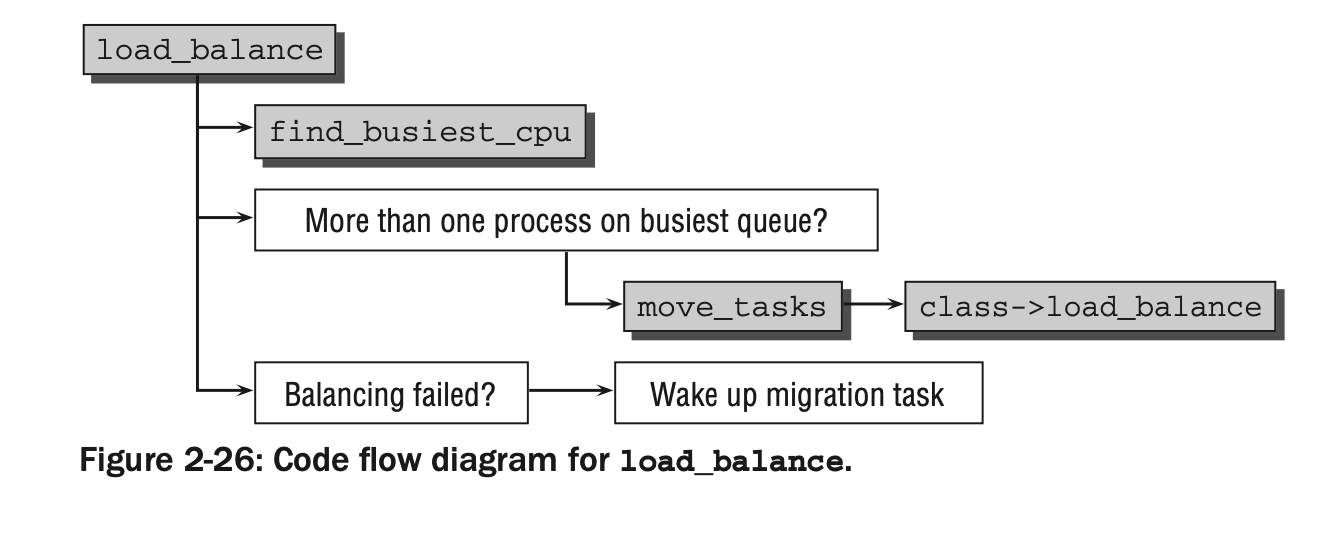 load_balance
find_busiest_cpu
More than one process on busiest queue?
move_tasks
class->load_balance
Balancing failed?
Wake up migration task
Figure 2-26: Code flow diagram for load_balance.